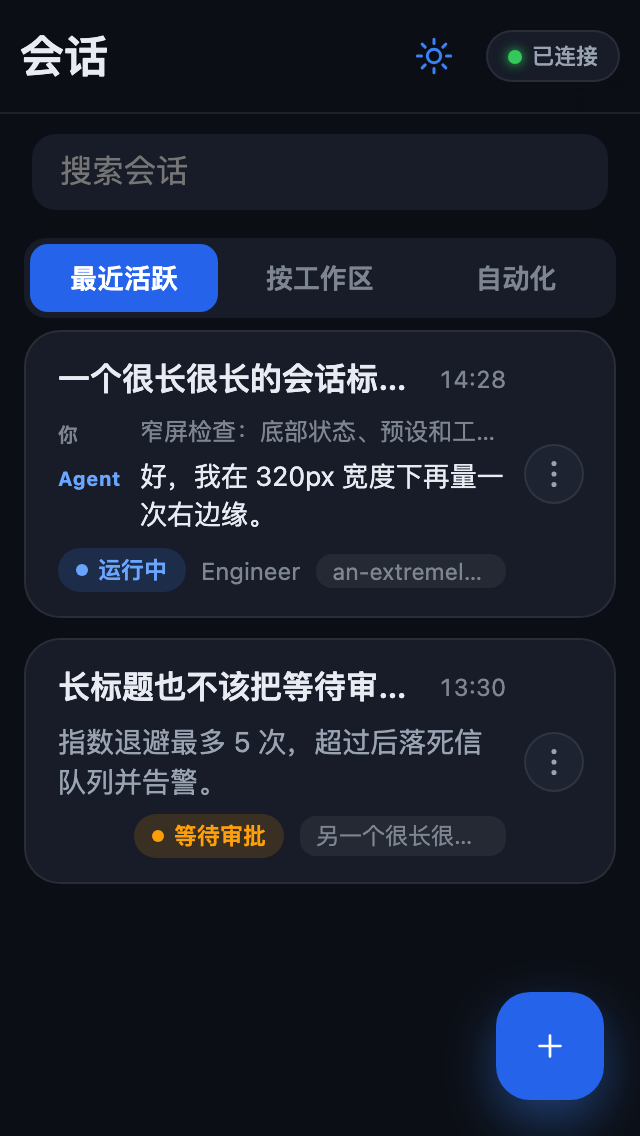 会话
已连接
搜索会话
最近活跃
按工作区
自动化
一个很长很长的会话标...
14:28
你
窄屏检查：底部状态、预设和工...
Agent
好，我在 320px 宽度下再量一
次右边缘。
运行中
Engineer
an-extremel...
长标题也不该把等待审...
13:30
指数退避最多 5 次，超过后落死信
队列并告警。
等待审批
另一个很长很...